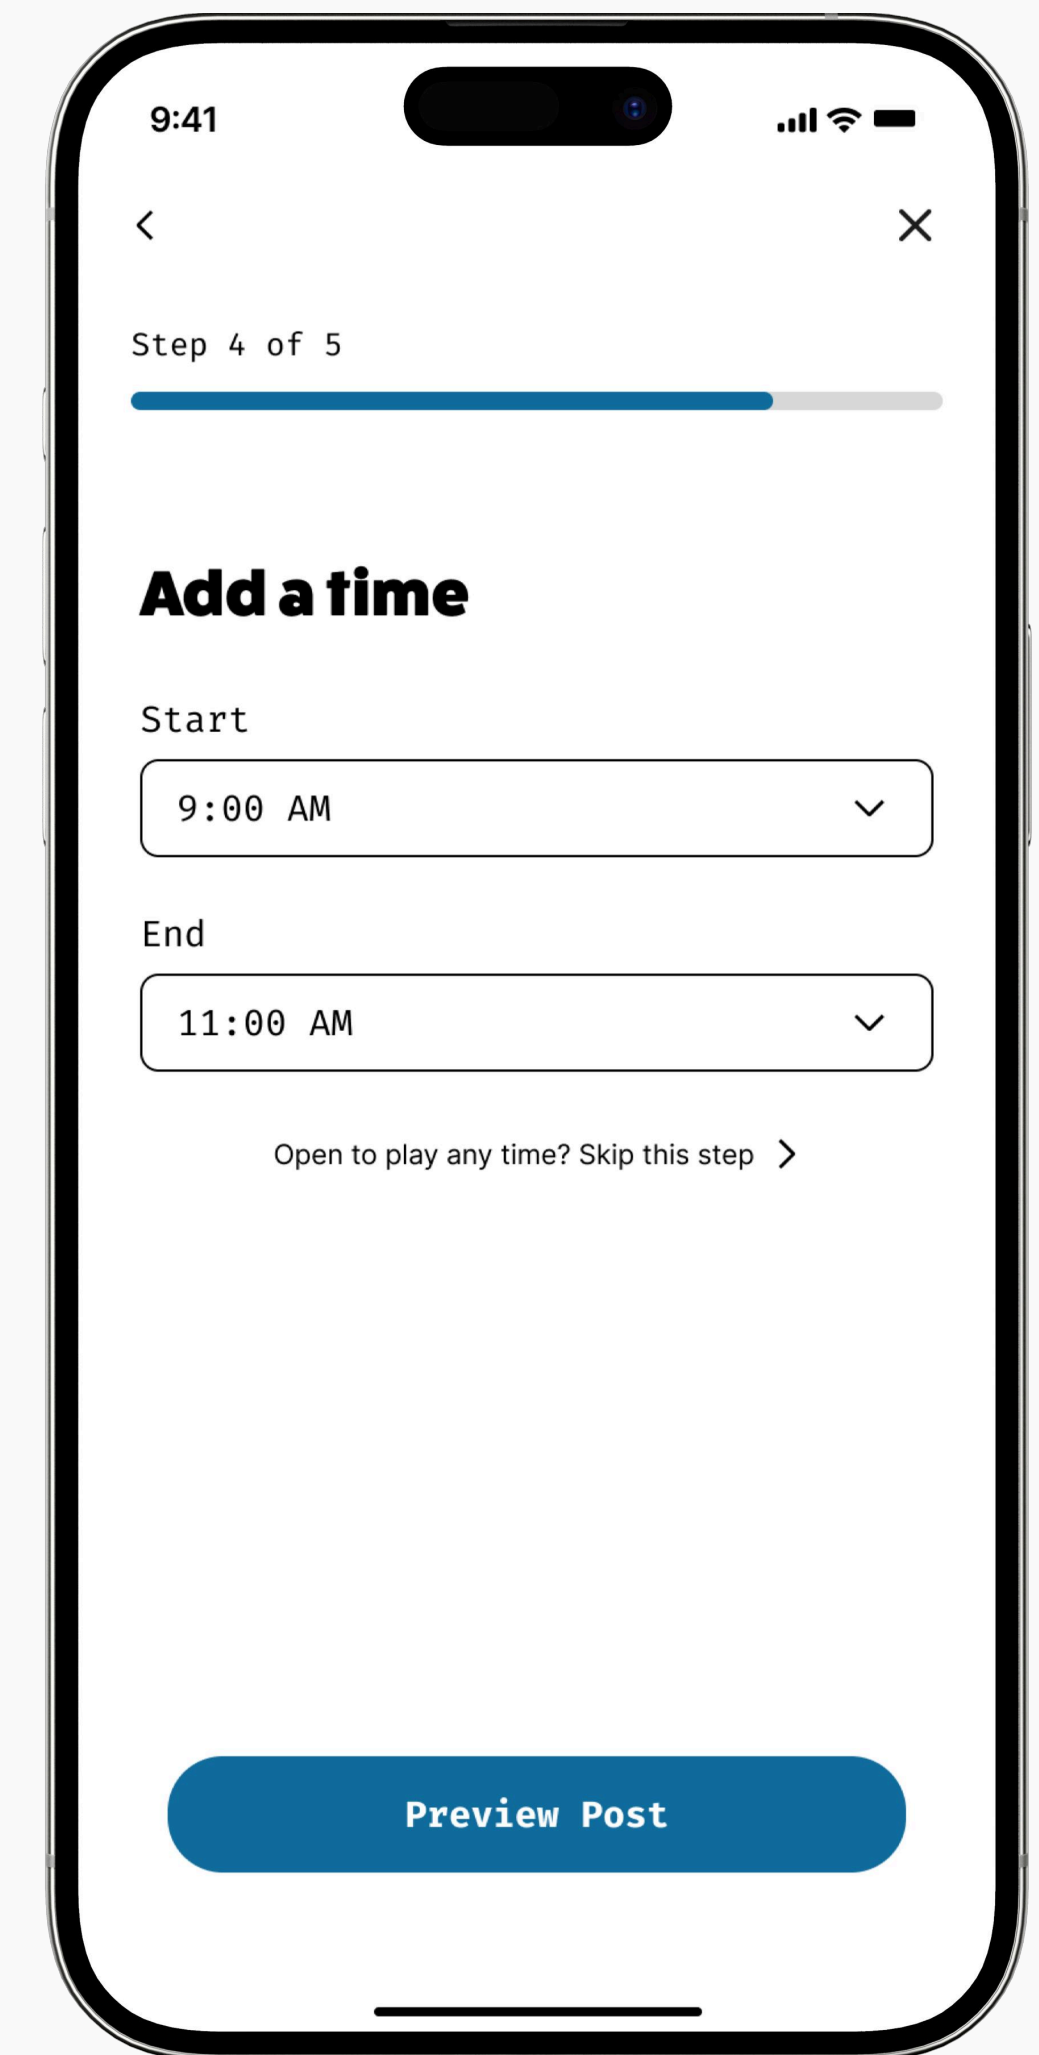 9:41
Step 4 of 5
Add a time
Start
9:00 AM
End
11:00 AM
Open to play any time? Skip this step
Preview Post